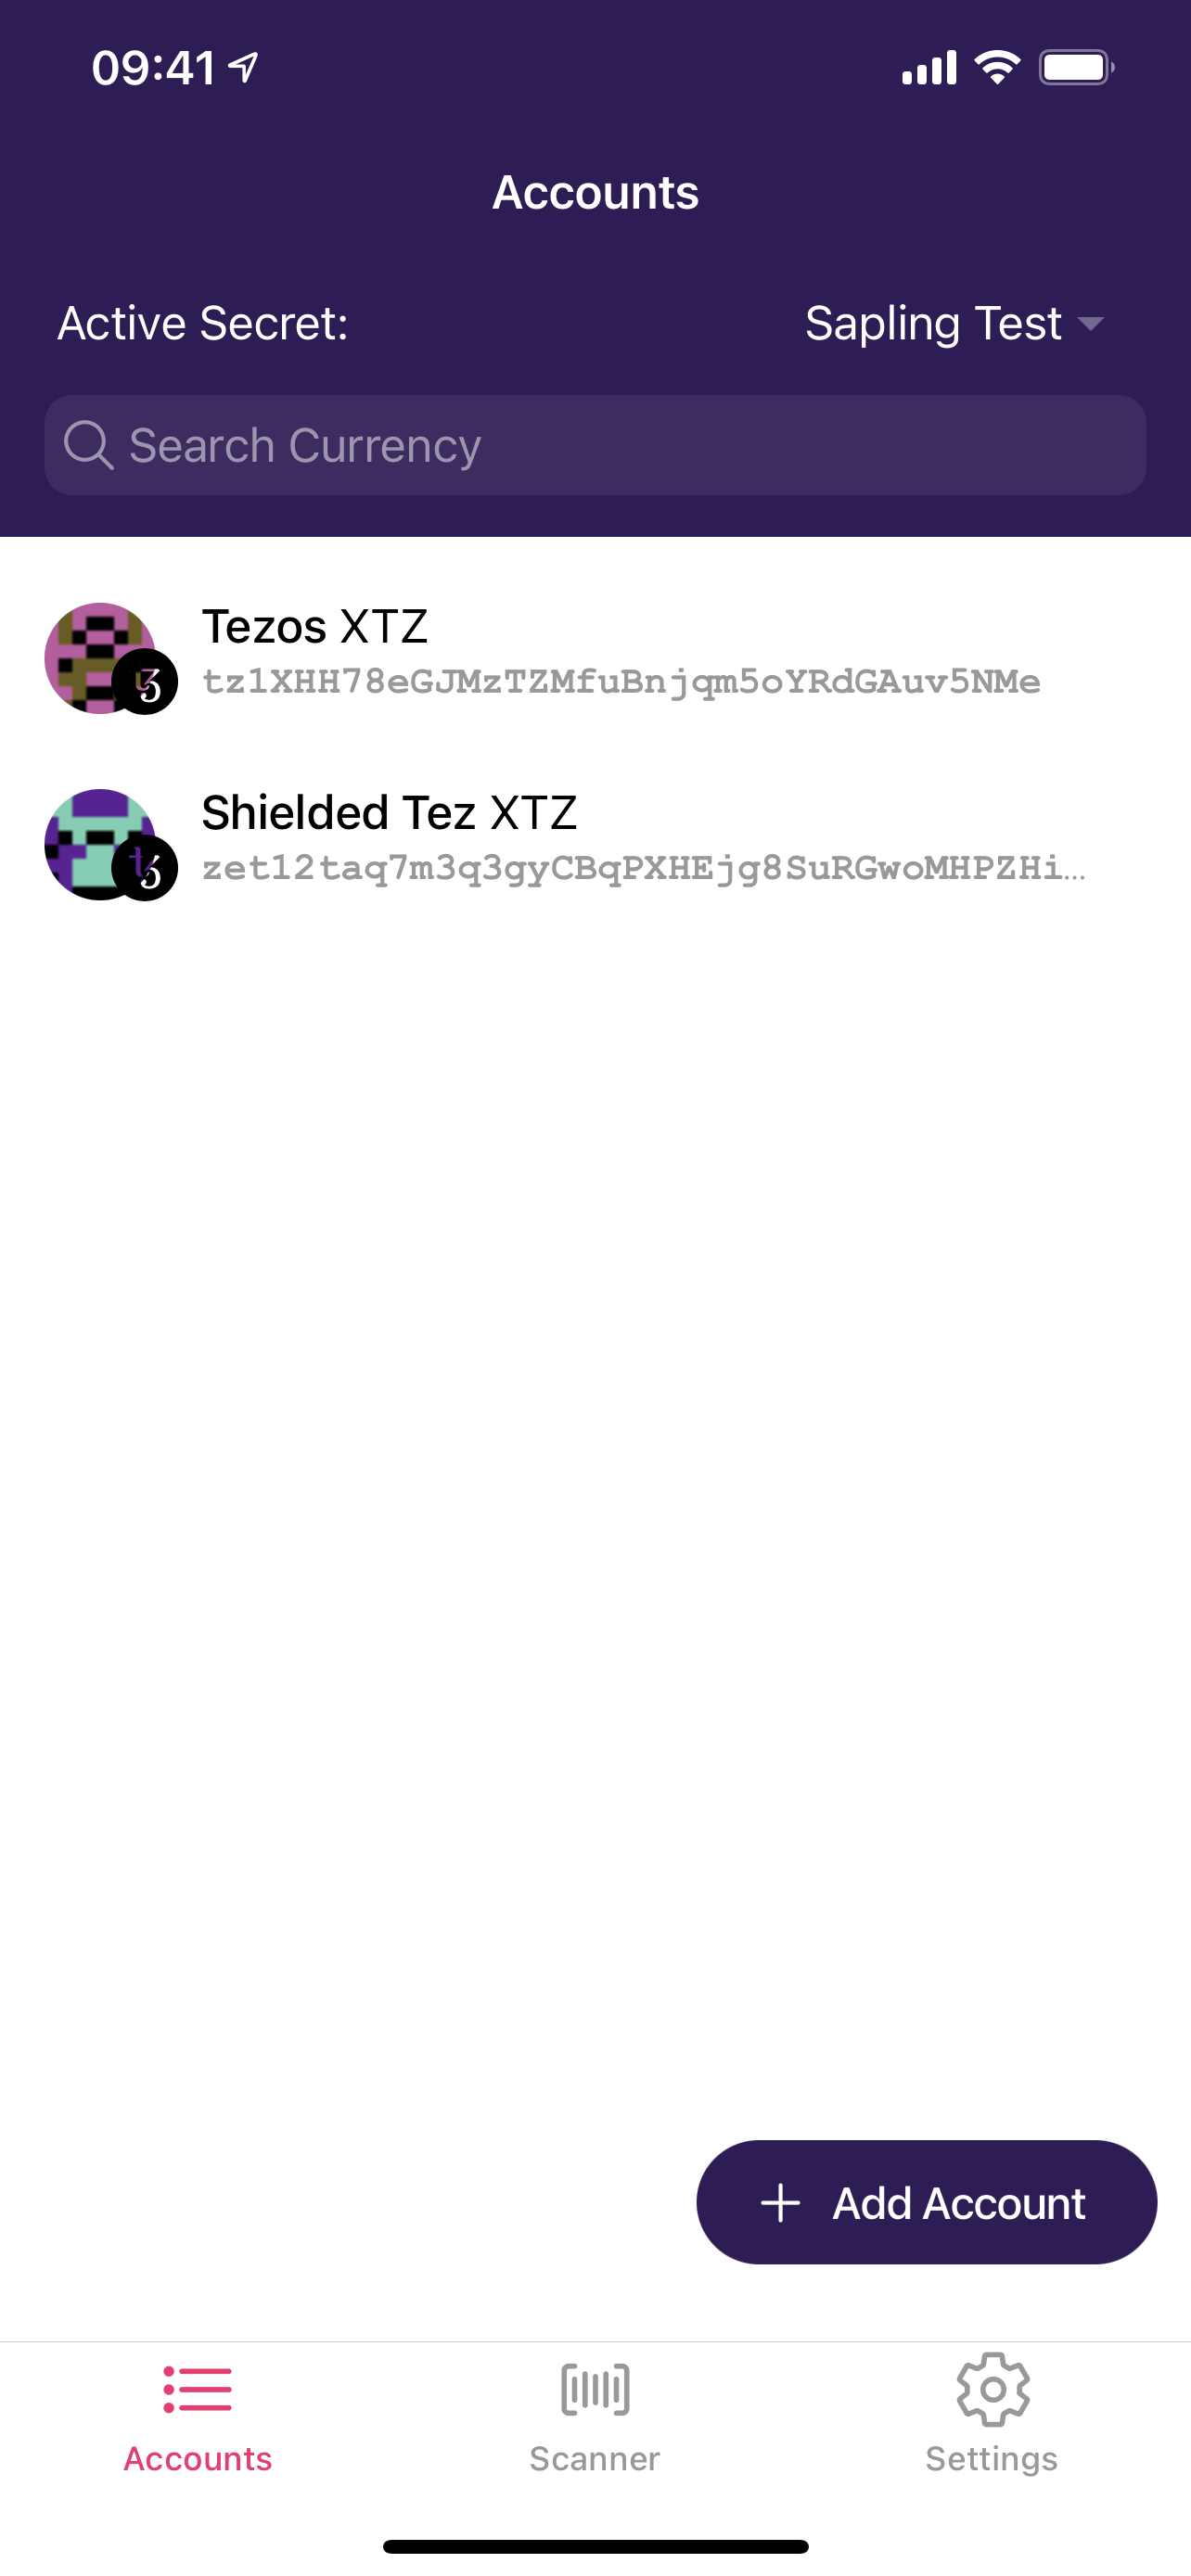 09:41
Accounts
Active Secret: Sapling Test
Search Currency
Tezos XTZ
tz1XHH78eGJMzTZMfuBnjqm5oYRdGAuv5NMe
Shielded Tez XTZ
zet12taq7m3q3gyCBqPXHEjg8SuRGwoMHPZHi...
Add Account
Accounts Scanner Settings